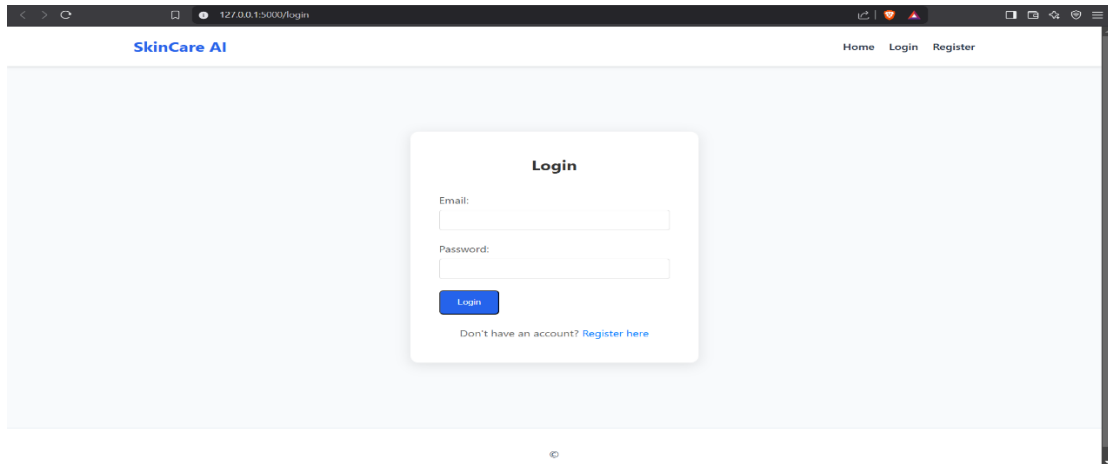 127.0.0.1:5000/login
SkinCare AI
Home Login Register
Login
Email:
Password:
Login
Don't have an account? Register here
©